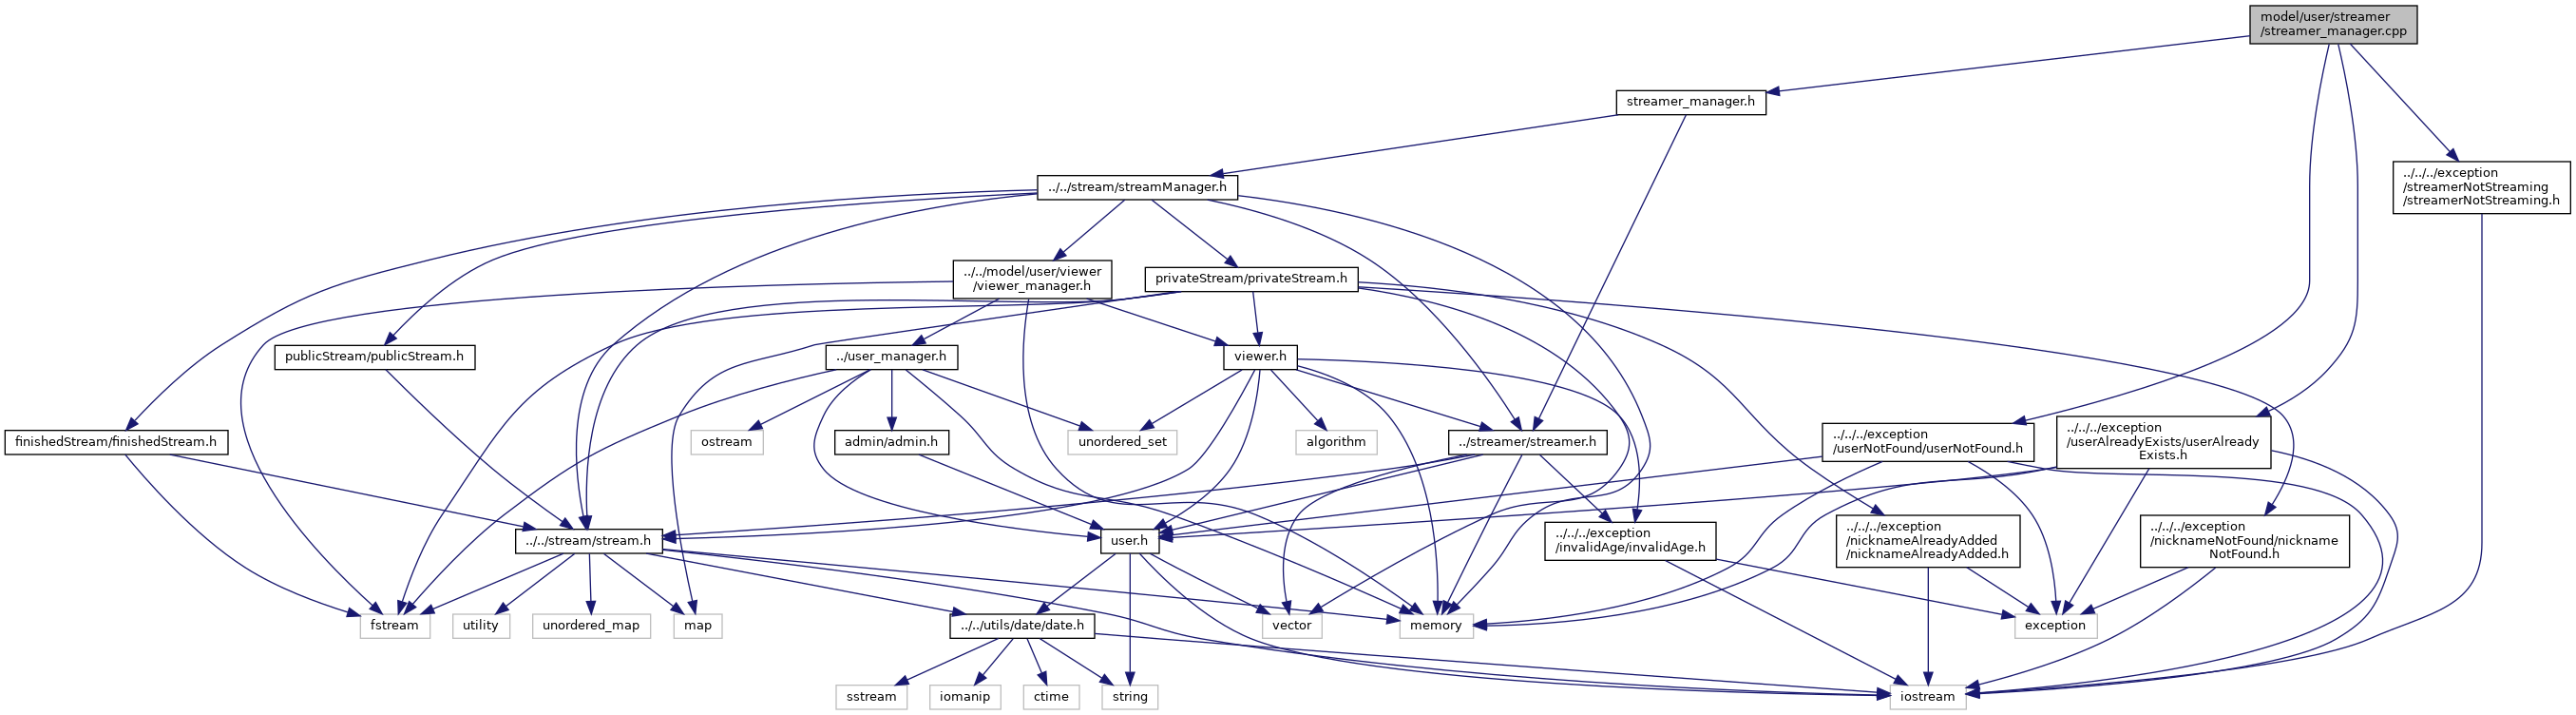 model/user/streamer
/streamer_manager.cpp
streamer_manager.h
../../../exception
/streamerNotStreaming
/streamerNotStreaming.h
../../stream/streamManager.h
../../model/user/viewer
/viewer_manager.h
privateStream/privateStream.h
publicStream/publicStream.h
../user_manager.h
viewer.h
finishedStream/finishedStream.h
ostream
admin/admin.h
unordered_set
algorithm
../streamer/streamer.h
../../../exception
/userNotFound/userNotFound.h
../../../exception
/userAlreadyExists/userAlready
Exists.h
../../stream/stream.h
user.h
../../../exception
/invalidAge/invalidAge.h
../../../exception
/nicknameAlreadyAdded
/nicknameAlreadyAdded.h
../../../exception
/nicknameNotFound/nickname
NotFound.h
fstream
utility
unordered_map
map
../../utils/date/date.h
vector
memory
exception
sstream
iomanip
ctime
string
iostream